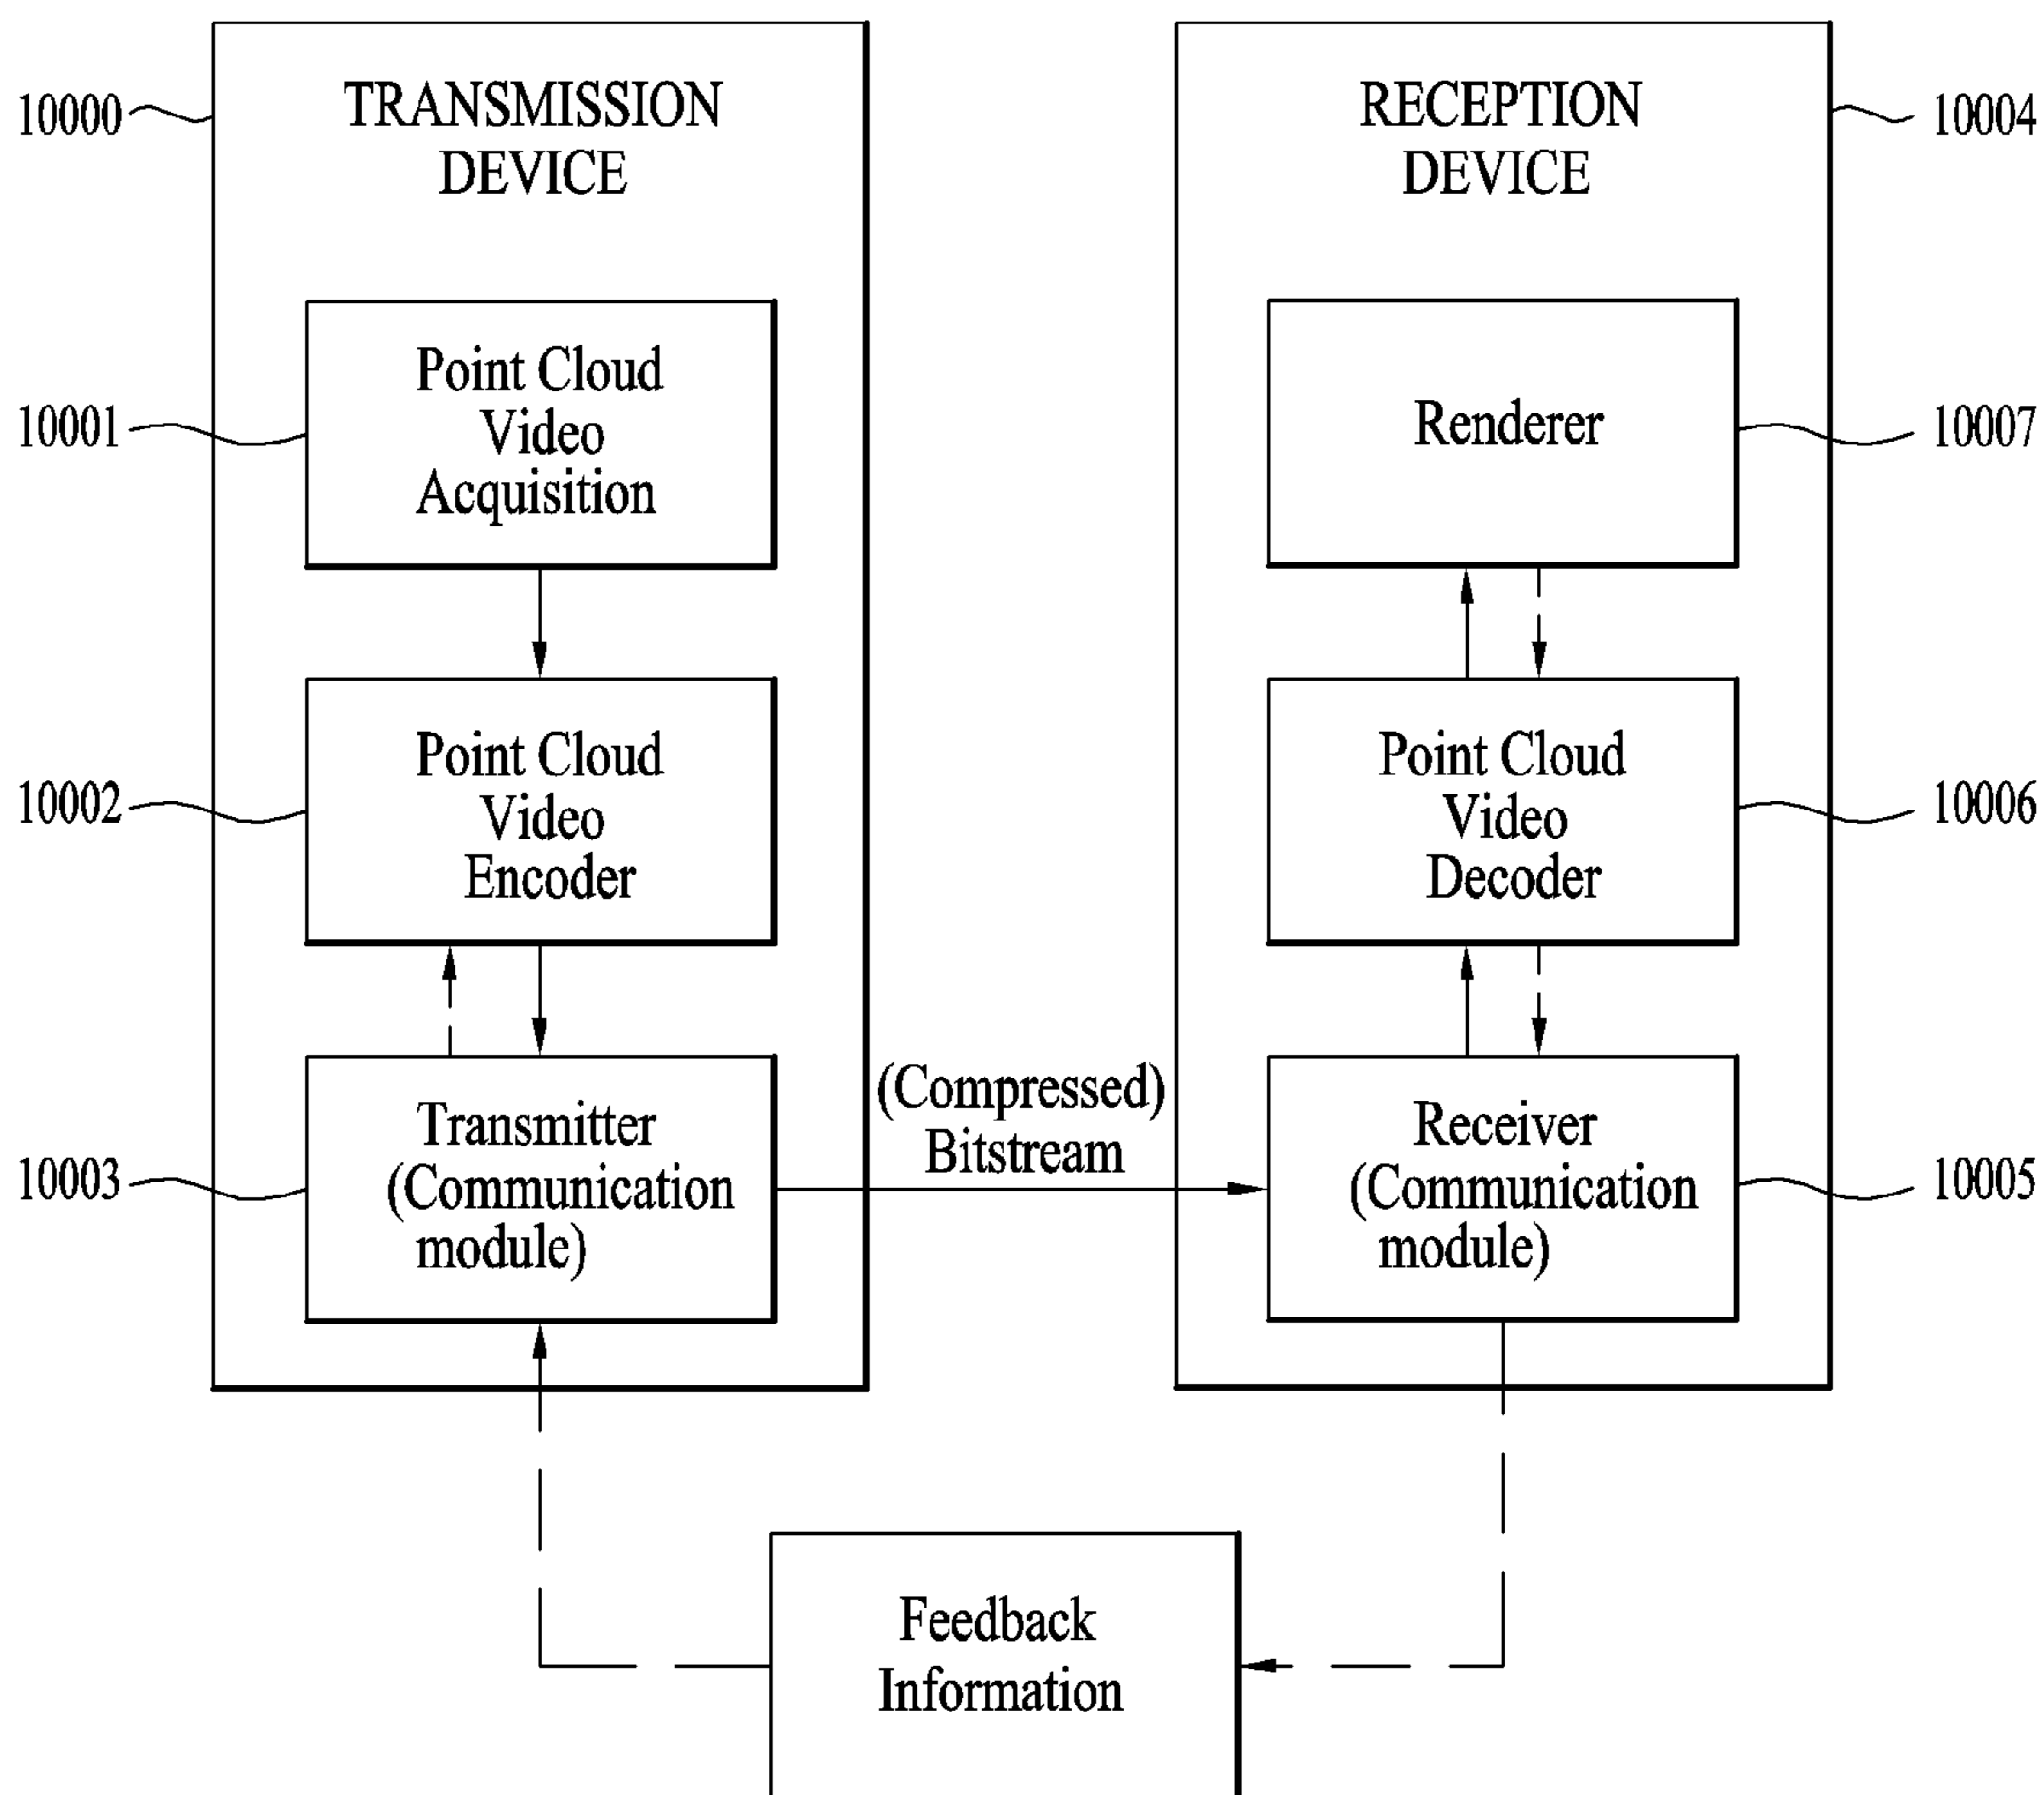 10000
TRANSMISSION
DEVICE
10001
Point Cloud
Video
Acquisition
10002
Point Cloud
Video
Encoder
10003
Transmitter
(Communication
module)
(Compressed)
Bitstream
RECEPTION
DEVICE
10004
Renderer
10007
Point Cloud
Video
Decoder
10006
Receiver
(Communication
module)
10005
Feedback
Information